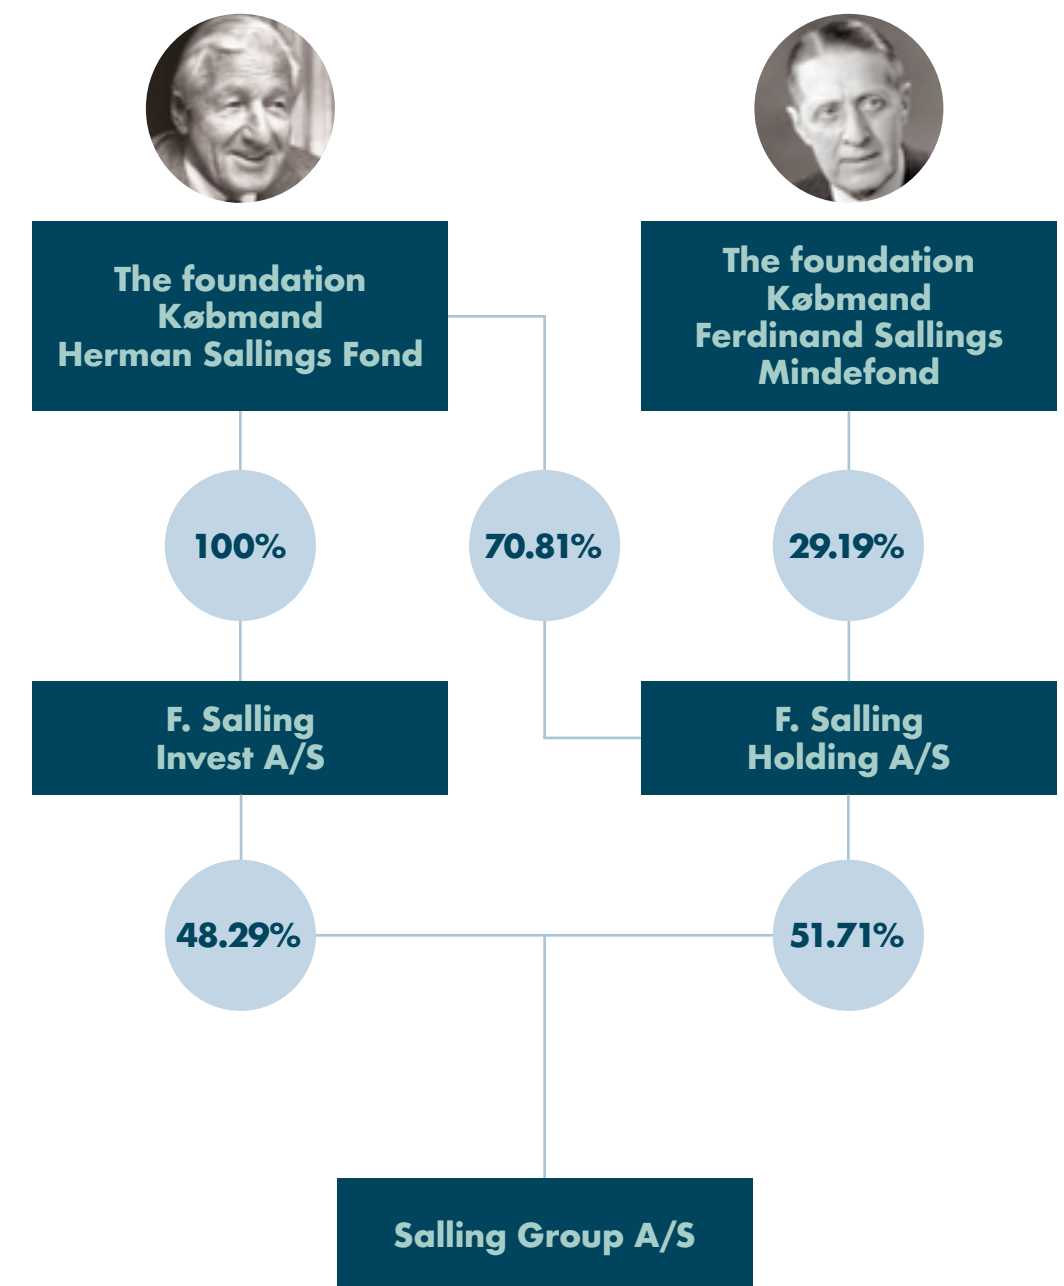 The foundation
Købmand
Herman Sallings Fond
The foundation
Købmand
Ferdinand Sallings
Mindefond
100%
70.81%
29.19%
F. Salling
Invest A/S
F. Salling
Holding A/S
48.29%
51.71%
Salling Group A/S